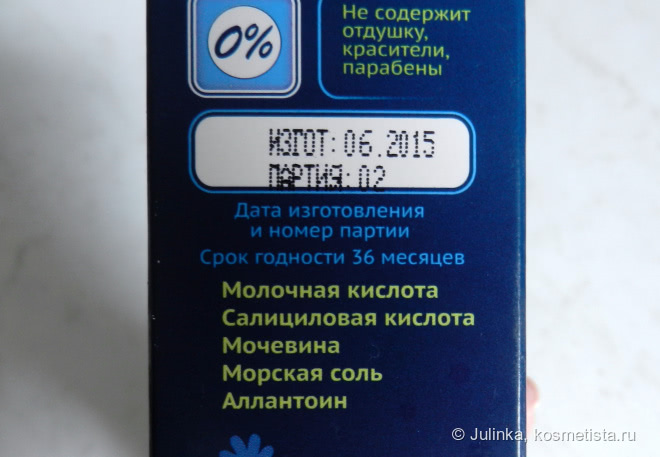 0%
Не содержит
отдушку,
красители,
парабены
ИЗГОТ: 06.2015
ПАРТИЯ: 02
Дата изготовления
и номер партии
Срок годности 36 месяцев
Молочная кислота
Салициловая кислота
Мочевина
Морская соль
Аллантоин
© Julinka, kosmetista.ru